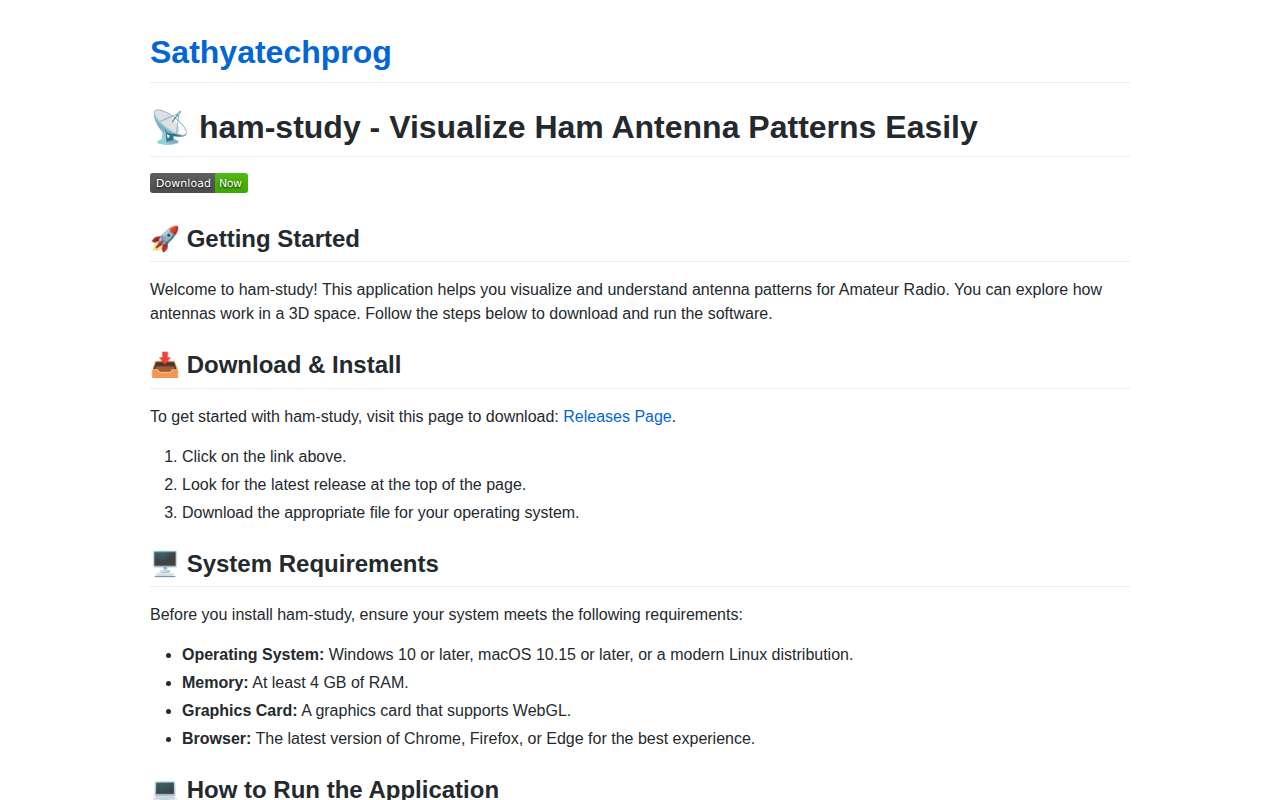 Sathyatechprog
📡 ham-study - Visualize Ham Antenna Patterns Easily
Download Now
🚀 Getting Started
Welcome to ham-study! This application helps you visualize and understand antenna patterns for Amateur Radio. You can explore how
antennas work in a 3D space. Follow the steps below to download and run the software.
📥 Download & Install
To get started with ham-study, visit this page to download: Releases Page.
1. Click on the link above.
2. Look for the latest release at the top of the page.
3. Download the appropriate file for your operating system.
🖥️ System Requirements
Before you install ham-study, ensure your system meets the following requirements:
• Operating System: Windows 10 or later, macOS 10.15 or later, or a modern Linux distribution.
• Memory: At least 4 GB of RAM.
• Graphics Card: A graphics card that supports WebGL.
• Browser: The latest version of Chrome, Firefox, or Edge for the best experience.
💻 How to Run the Application